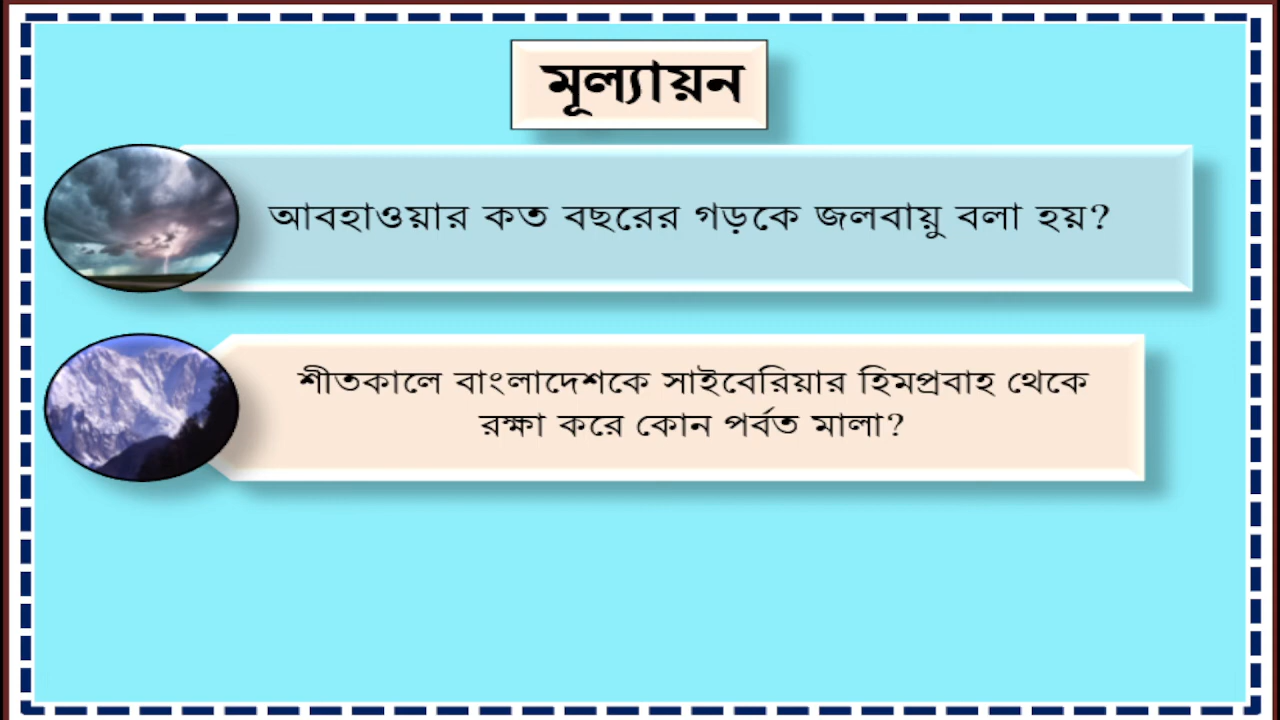 মূল্যায়ন
আবহাওয়ার কত বছরের গড়কে জলবায়ু বলা হয়?
শীতকালে বাংলাদেশকে সাইবেরিয়ার হিমপ্রবাহ থেকে
রক্ষা করে কোন পর্বত মালা?